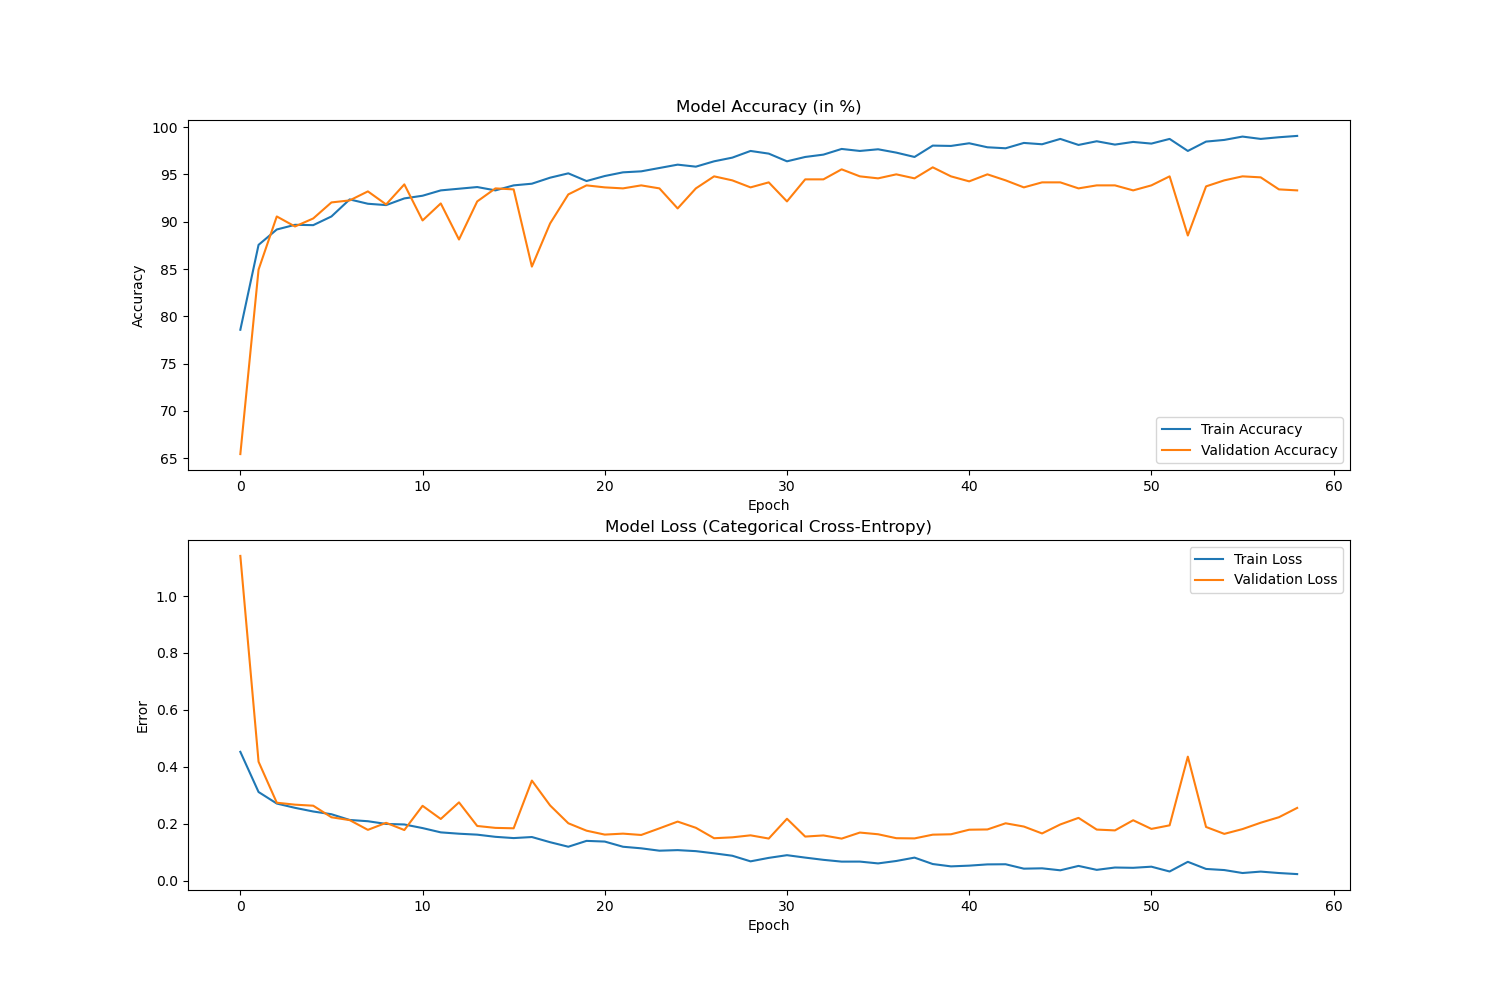 Model Accuracy (in %)
100
95
90
85
80
75
70
65
Accuracy
Train Accuracy
Validation Accuracy
0 10 20 30 40 50 60
Epoch
Model Loss (Categorical Cross-Entropy)
Train Loss
Validation Loss
1.0
0.8
0.6
0.4
0.2
0.0
Error
0 10 20 30 40 50 60
Epoch